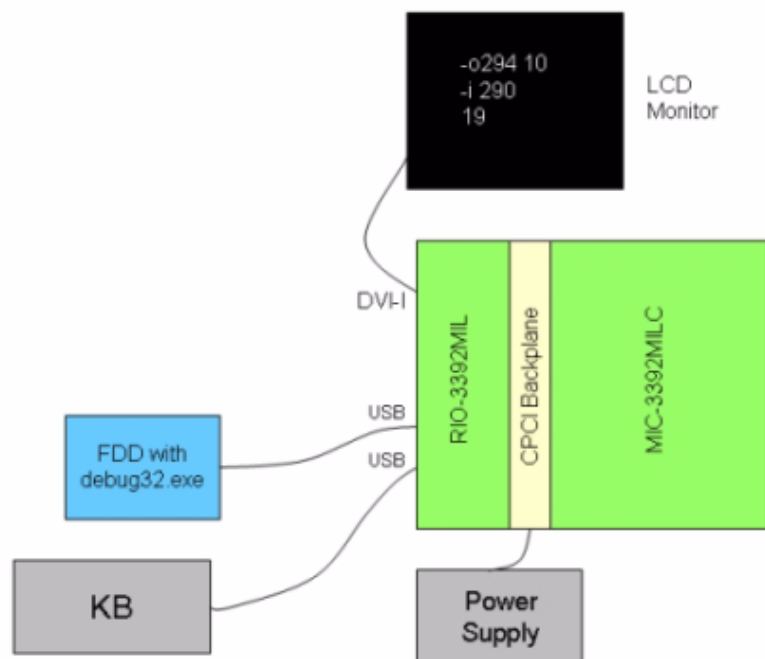 -o294 10
-i 290
19
LCD
Monitor
DVI-I
RIO-3392MIL
CPCI Backplane
MIC-3392MILC
USB
USB
FDD with
debug32.exe
KB
Power
Supply